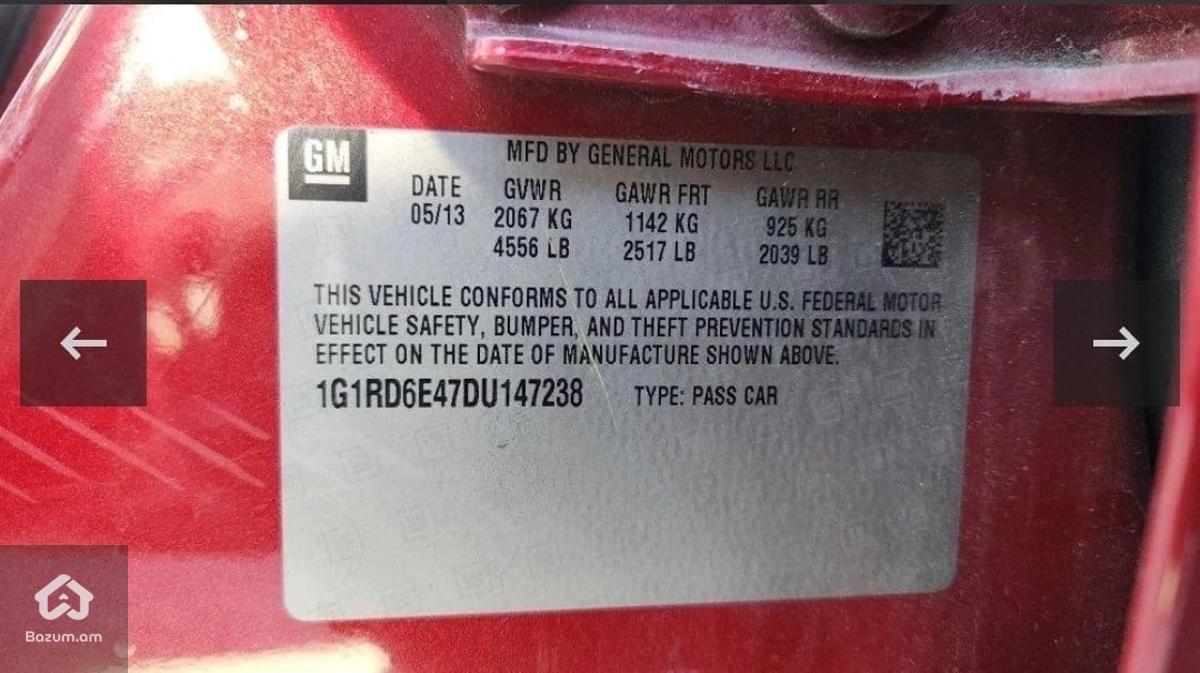 GM
MFD BY GENERAL MOTORS LLC
DATE GVWR GAWR FRT GAWR RR
05/13 2067 KG 1142 KG 925 KG
4556 LB 2517 LB 2039 LB
THIS VEHICLE CONFORMS TO ALL APPLICABLE U.S. FEDERAL MOTOR
VEHICLE SAFETY, BUMPER, AND THEFT PREVENTION STANDARDS IN
EFFECT ON THE DATE OF MANUFACTURE SHOWN ABOVE.
1G1RD6E47DU147238 TYPE: PASS CAR
Bazum.am